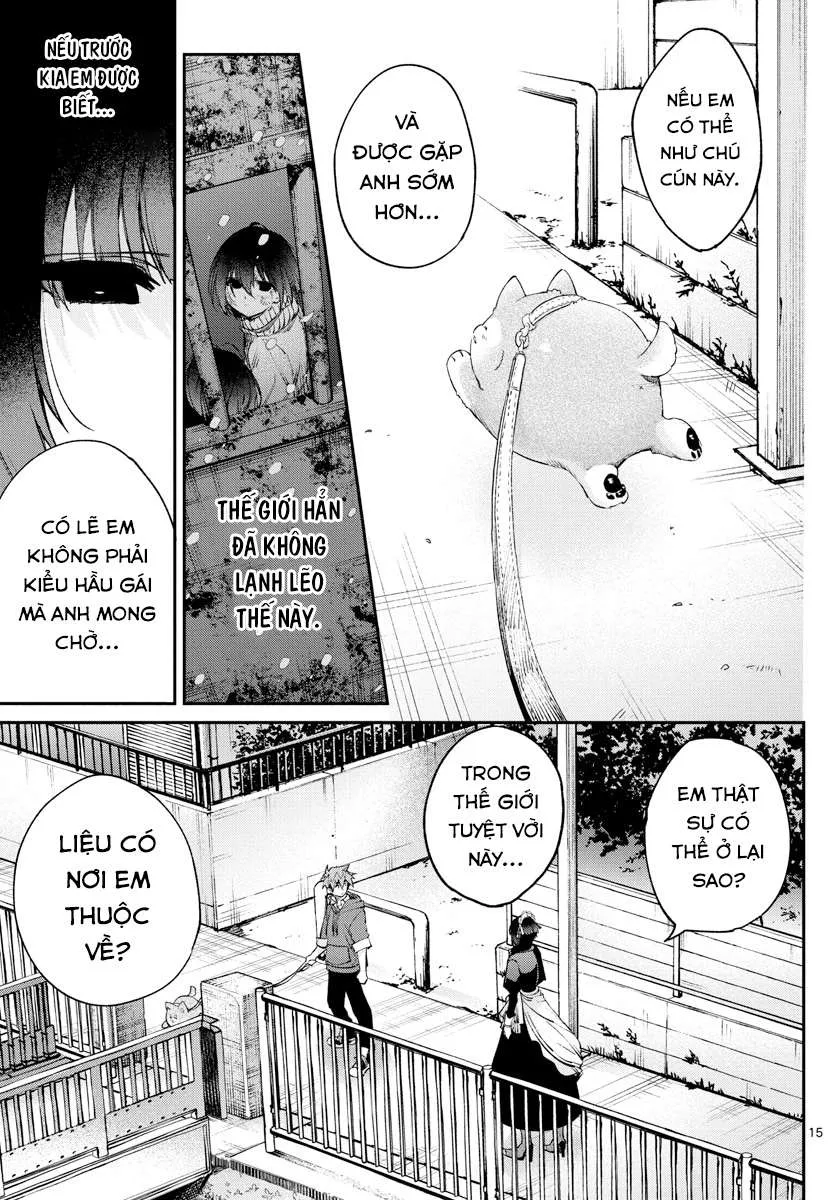 NẾU EM
CÓ THỂ
NHƯ CHÚ
CÚN NÀY.
VÀ
ĐƯỢC GẶP
ANH SỚM
HƠN...
THẾ GIỚI HẲN
ĐÃ KHÔNG
LẠNH LẼO
THẾ NÀY.
NẾU TRƯỚC
KIA EM ĐƯỢC
BIẾT...
CÓ LẼ EM
KHÔNG PHẢI
KIỂU HẦU GÁI
MÀ ANH MONG
CHỜ...
EM THẬT
SỰ CÓ
THỂ Ở LẠI
SAO?
TRONG
THẾ GIỚI
TUYỆT VỜI
NÀY...
LIỆU CÓ
NƠI EM
THUỘC
VỀ?
15